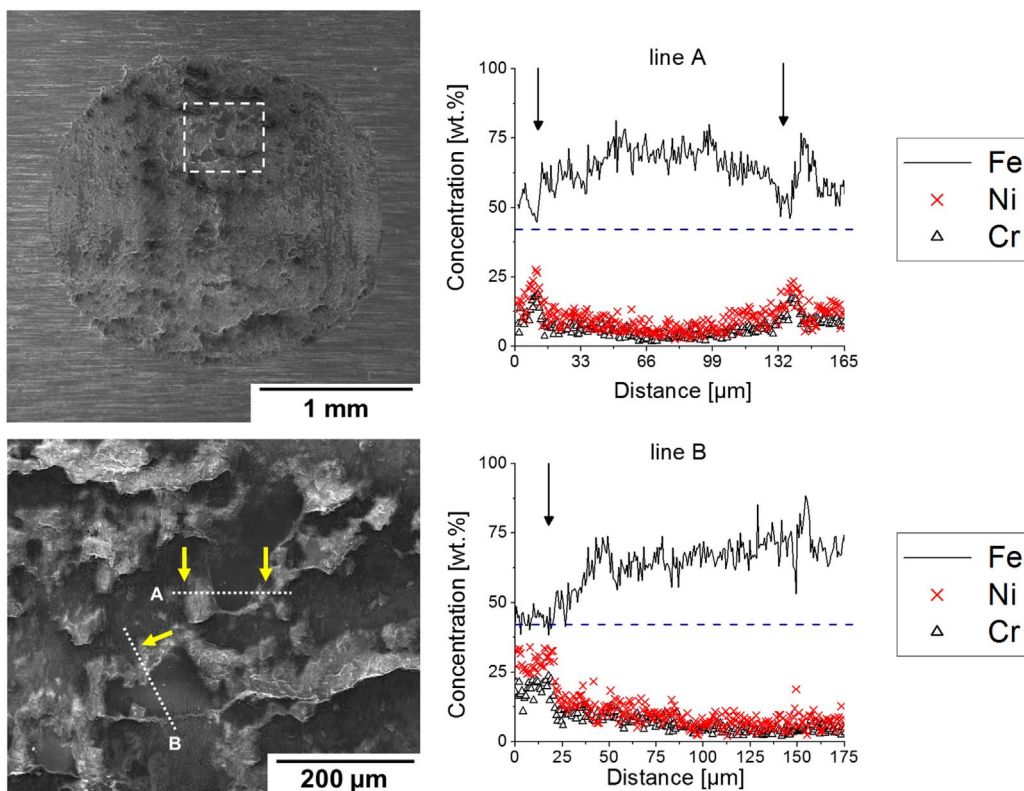 1 mm
line A
Concentration [wt.%]
100
75
50
25
0
0 33 66 99 132 165
Distance [µm]
Fe
Ni
Cr
A
B
200 µm
line B
Concentration [wt.%]
100
75
50
25
0
0 25 50 75 100 125 150 175
Distance [µm]
Fe
Ni
Cr